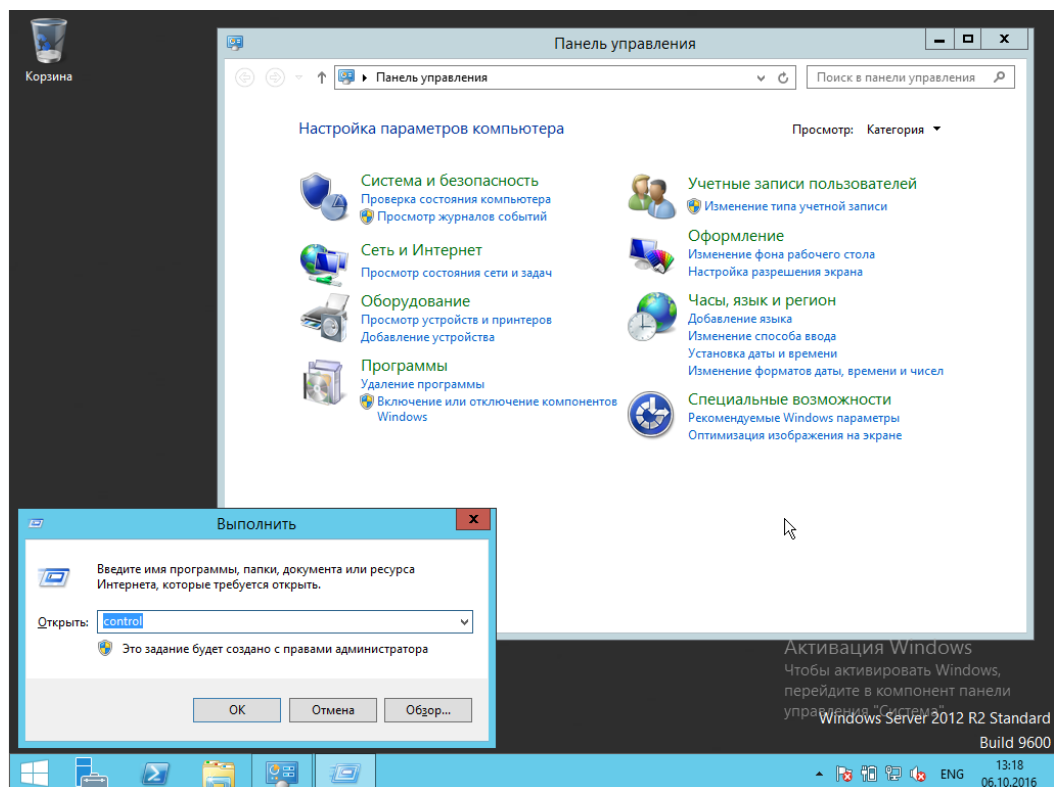 Корзина
Панель управления
Панель управления
Поиск в панели управления
Настройка параметров компьютера
Просмотр: Категория
Система и безопасность
Проверка состояния компьютера
Просмотр журналов событий
Сеть и Интернет
Просмотр состояния сети и задач
Оборудование
Просмотр устройств и принтеров
Добавление устройства
Программы
Удаление программы
Включение или отключение компонентов
Windows
Учетные записи пользователей
Изменение типа учетной записи
Оформление
Изменение фона рабочего стола
Настройка разрешения экрана
Часы, язык и регион
Добавление языка
Изменение способа ввода
Установка даты и времени
Изменение форматов даты, времени и чисел
Специальные возможности
Рекомендуемые Windows параметры
Оптимизация изображения на экране
Выполнить
Введите имя программы, папки, документа или ресурса
Интернета, которые требуется открыть.
Открыть: control
Это задание будет создано с правами администратора
ОК Отмена Обзор...
Активация Windows
Чтобы активировать Windows,
перейдите в компонент панели
управления "Система".
Windows Server 2012 R2 Standard
Build 9600
ENG
13:18
06.10.2016